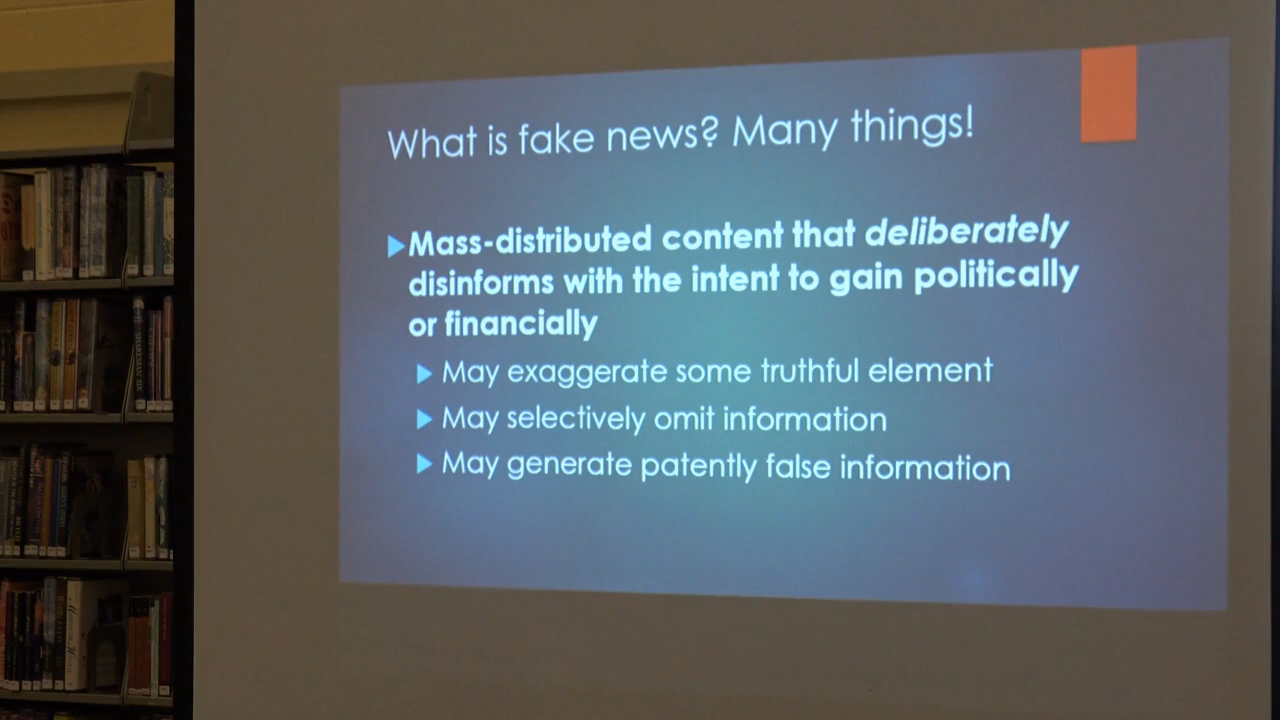 What is fake news? Many things!
Mass-distributed content that deliberately
disinforms with the intent to gain politically
or financially
May exaggerate some truthful element
May selectively omit information
May generate patently false information